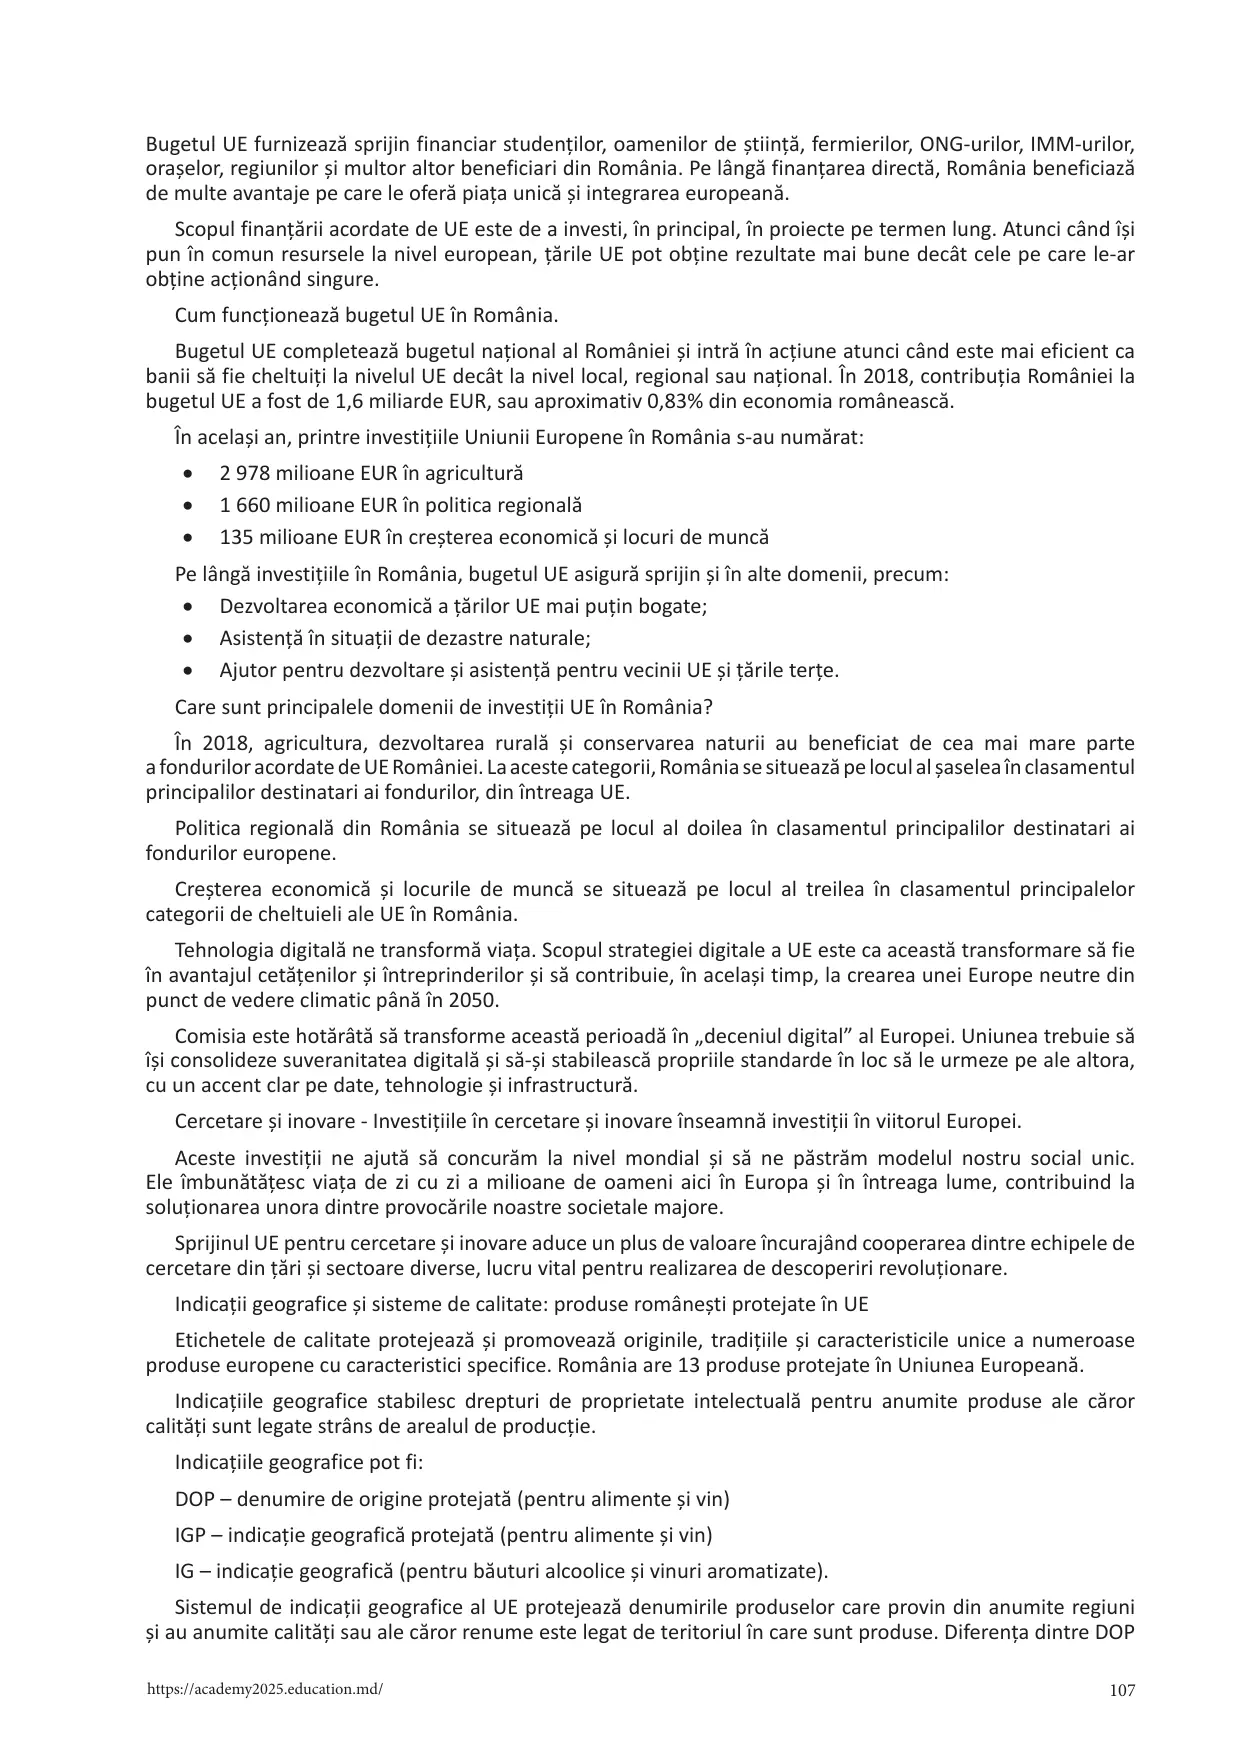 Bugetul UE furnizează sprijin financiar studenților, oamenilor de știință, fermierilor, ONG-urilor, IMM-urilor,
orașelor, regiunilor și multor altor beneficiari din România. Pe lângă finanțarea directă, România beneficiază
de multe avantaje pe care le oferă piața unică și integrarea europeană.
Scopul finanțării acordate de UE este de a investi, în principal, în proiecte pe termen lung. Atunci când își
pun în comun resursele la nivel european, țările UE pot obține rezultate mai bune decât cele pe care le-ar
obține acționând singure.
Cum funcționează bugetul UE în România.
Bugetul UE completează bugetul național al României și intră în acțiune atunci când este mai eficient ca
banii să fie cheltuiți la nivelul UE decât la nivel local, regional sau național. În 2018, contribuția României la
bugetul UE a fost de 1,6 miliarde EUR, sau aproximativ 0,83% din economia românească.
În același an, printre investițiile Uniunii Europene în România s-au numărat:
• 2 978 milioane EUR în agricultură
• 1 660 milioane EUR în politica regională
• 135 milioane EUR în creșterea economică și locuri de muncă
Pe lângă investițiile în România, bugetul UE asigură sprijin și în alte domenii, precum:
• Dezvoltarea economică a țărilor UE mai puțin bogate;
• Asistență în situații de dezastre naturale;
• Ajutor pentru dezvoltare și asistență pentru vecinii UE și țările terțe.
Care sunt principalele domenii de investiții UE în România?
În 2018, agricultura, dezvoltarea rurală și conservarea naturii au beneficiat de cea mai mare parte
a fondurilor acordate de UE României. La aceste categorii, România se situează pe locul al șaselea în clasamentul
principalilor destinatari ai fondurilor, din întreaga UE.
Politica regională din România se situează pe locul al doilea în clasamentul principalilor destinatari ai
fondurilor europene.
Creșterea economică și locurile de muncă se situează pe locul al treilea în clasamentul principalelor
categorii de cheltuieli ale UE în România.
Tehnologia digitală ne transformă viața. Scopul strategiei digitale a UE este ca această transformare să fie
în avantajul cetățenilor și întreprinderilor și să contribuie, în același timp, la crearea unei Europe neutre din
punct de vedere climatic până în 2050.
Comisia este hotărâtă să transforme această perioadă în „deceniul digital” al Europei. Uniunea trebuie să
își consolideze suveranitatea digitală și să-și stabilească propriile standarde în loc să le urmeze pe ale altora,
cu un accent clar pe date, tehnologie și infrastructură.
Cercetare și inovare - Investițiile în cercetare și inovare înseamnă investiții în viitorul Europei.
Aceste investiții ne ajută să concurăm la nivel mondial și să ne păstrăm modelul nostru social unic.
Ele îmbunătățesc viața de zi cu zi a milioane de oameni aici în Europa și în întreaga lume, contribuind la
soluționarea unora dintre provocările noastre societale majore.
Sprijinul UE pentru cercetare și inovare aduce un plus de valoare încurajând cooperarea dintre echipele de
cercetare din țări și sectoare diverse, lucru vital pentru realizarea de descoperiri revoluționare.
Indicații geografice și sisteme de calitate: produse românești protejate în UE
Etichetele de calitate protejează și promovează originile, tradițiile și caracteristicile unice a numeroase
produse europene cu caracteristici specifice. România are 13 produse protejate în Uniunea Europeană.
Indicațiile geografice stabilesc drepturi de proprietate intelectuală pentru anumite produse ale căror
calități sunt legate strâns de arealul de producție.
Indicațiile geografice pot fi:
DOP – denumire de origine protejată (pentru alimente și vin)
IGP – indicație geografică protejată (pentru alimente și vin)
IG – indicație geografică (pentru băuturi alcoolice și vinuri aromatizate).
Sistemul de indicații geografice al UE protejează denumirile produselor care provin din anumite regiuni
și au anumite calități sau ale căror renume este legat de teritoriul în care sunt produse. Diferența dintre DOP
https://academy2025.education.md/
107